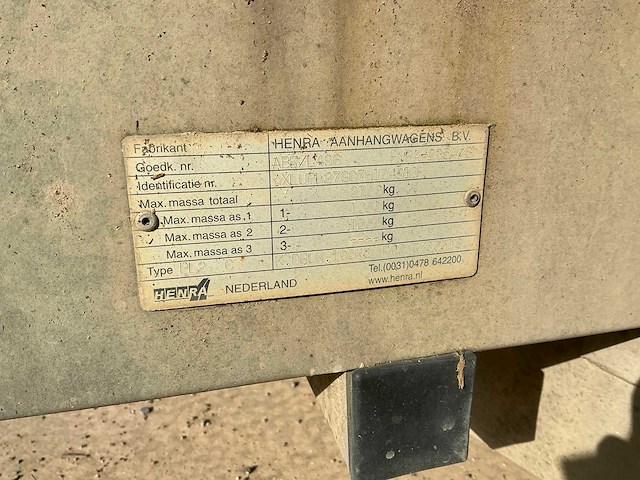 Fabrikant HENRA AANHANGWAGENS B.V.
Goedk. nr.
Identificatie nr.
Max. massa totaal kg
Max. massa as 1 1- kg
Max. massa as 2 2- kg
Max. massa as 3 3- kg
Type
HENRA NEDERLAND Tel.(0031)0478 642200
www.henra.nl